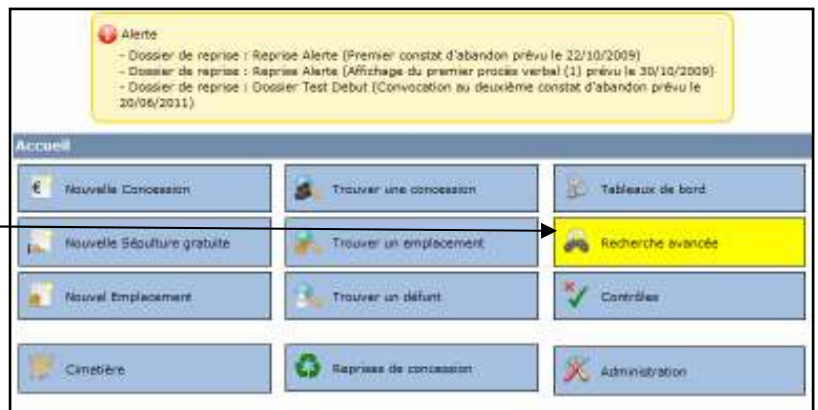 Alerte
- Dossier de reprise : Reprise Alerte (Premier constat d'abandon prévu le 22/10/2009)
- Dossier de reprise : Reprise Alerte (Affichage du premier procès verbal (1) prévu le 30/10/2009)
- Dossier de reprise : Dossier Test Debut (Convocation au deuxième constat d'abandon prévu le
20/06/2011)
Accueil
Nouvelle Concession
Trouver une concession
Tableaux de bord
Nouvelle Sépulture gratuite
Trouver un emplacement
Recherche avancée
Nouvel Emplacement
Trouver un défunt
Contrôles
Cimetière
Reprises de concession
Administration